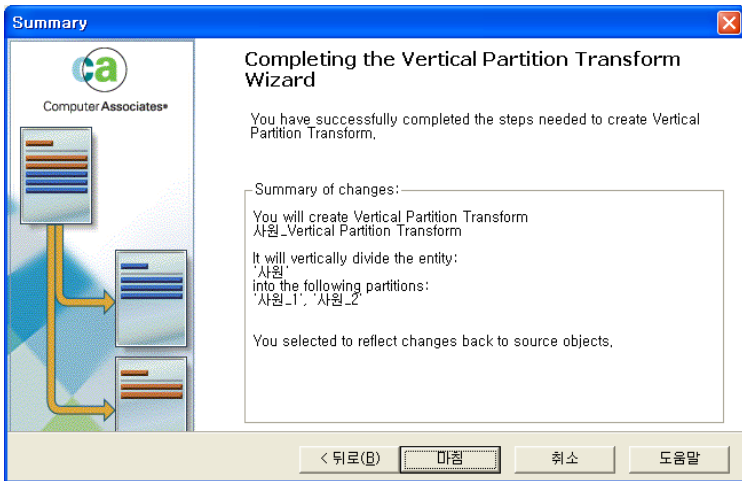 Summary
ca
Computer Associates®
Completing the Vertical Partition Transform
Wizard
You have successfully completed the steps needed to create Vertical
Partition Transform.
Summary of changes:
You will create Vertical Partition Transform
사원_Vertical Partition Transform
It will vertically divide the entity:
'사원'
into the following partitions:
'사원_1', '사원_2'
You selected to reflect changes back to source objects.
< 뒤로(B)
마침
취소
도움말